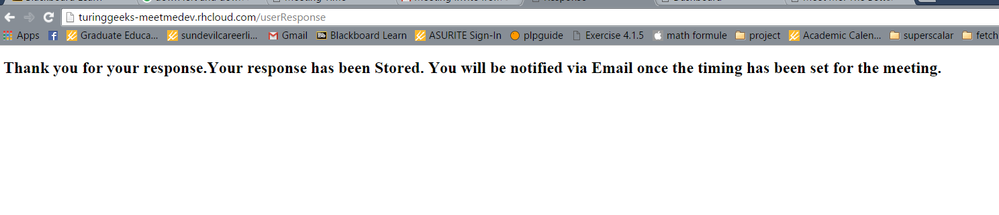 turinggeeks-meetmedev.rhcloud.com/userResponse
Apps Graduate Educa... sundevilcareerli... Gmail Bb Blackboard Learn ASURITE Sign-In plpguide Exercise 4.1.5 math formule project Academic Calen... superscalar fetch
Thank you for your response.Your response has been Stored. You will be notified via Email once the timing has been set for the meeting.